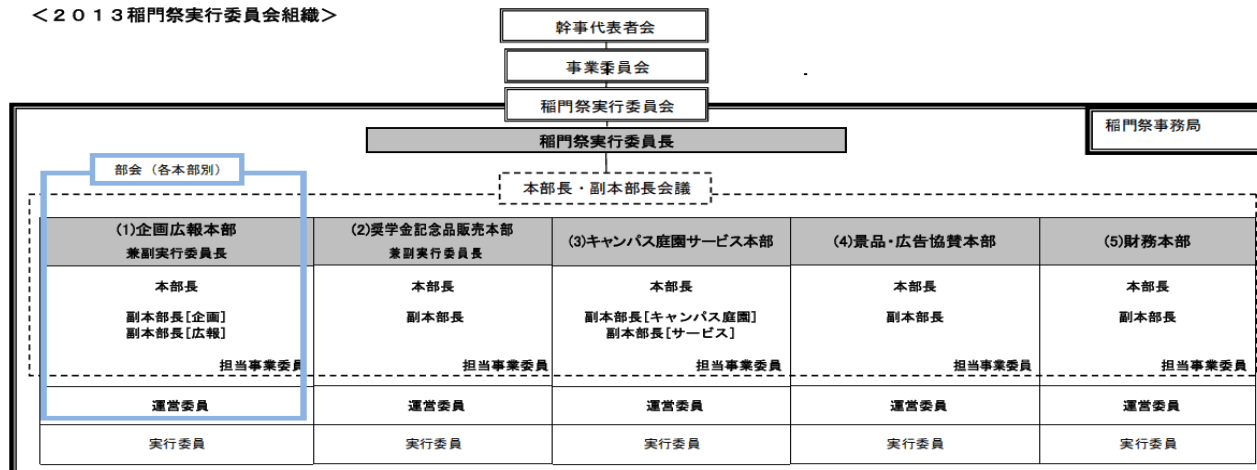 ＜２０１３稲門祭実行委員会組織＞
幹事代表者会
事業委員会
稲門祭実行委員会
稲門祭事務局
稲門祭実行委員長
部会（各本部別）
本部長・副本部長会議
(1)企画広報本部
兼副実行委員長
(2)奨学金記念品販売本部
兼副実行委員長
(3)キャンパス庭園サービス本部
(4)景品・広告協賛本部
(5)財務本部
本部長
本部長
本部長
本部長
本部長
副本部長[企画]
副本部長[広報]
副本部長
副本部長[キャンパス庭園]
副本部長[サービス]
副本部長
副本部長
担当事業委員
担当事業委員
担当事業委員
担当事業委員
担当事業委員
運営委員
運営委員
運営委員
運営委員
運営委員
実行委員
実行委員
実行委員
実行委員
実行委員